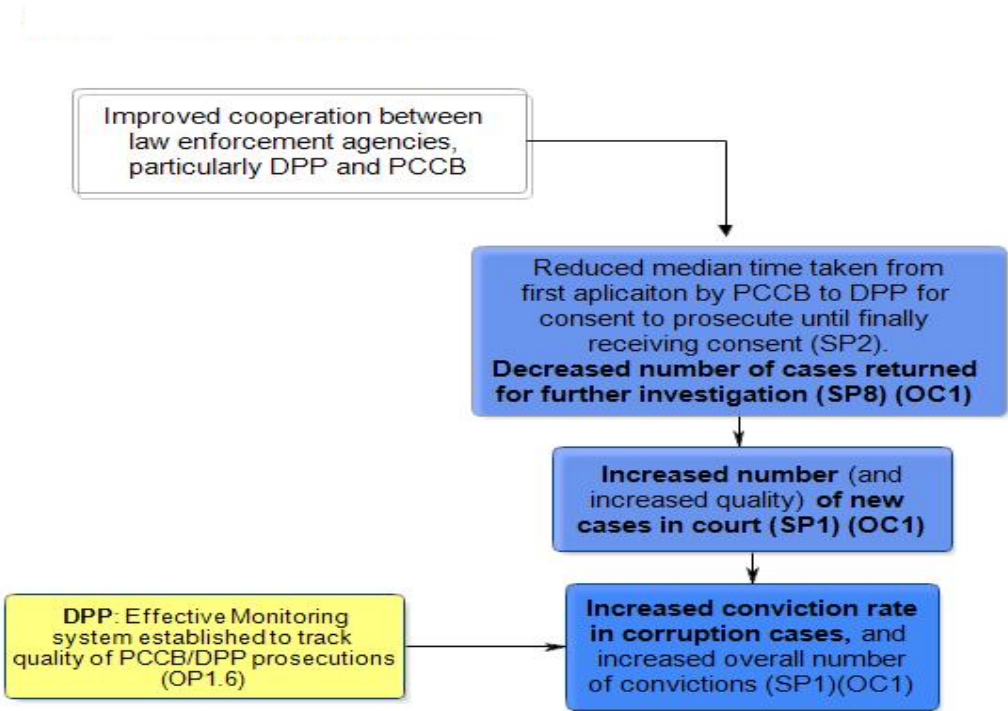 Improved cooperation between
law enforcement agencies,
particularly DPP and PCCB
Reduced median time taken from
first aplicaiton by PCCB to DPP for
consent to prosecute until finally
receiving consent (SP2).
Decreased number of cases returned
for further investigation (SP8) (OC1)
Increased number (and
increased quality) of new
cases in court (SP1) (OC1)
DPP: Effective Monitoring
system established to track
quality of PCCB/DPP prosecutions
(OP1.6)
Increased conviction rate
in corruption cases, and
increased overall number
of convictions (SP1)(OC1)